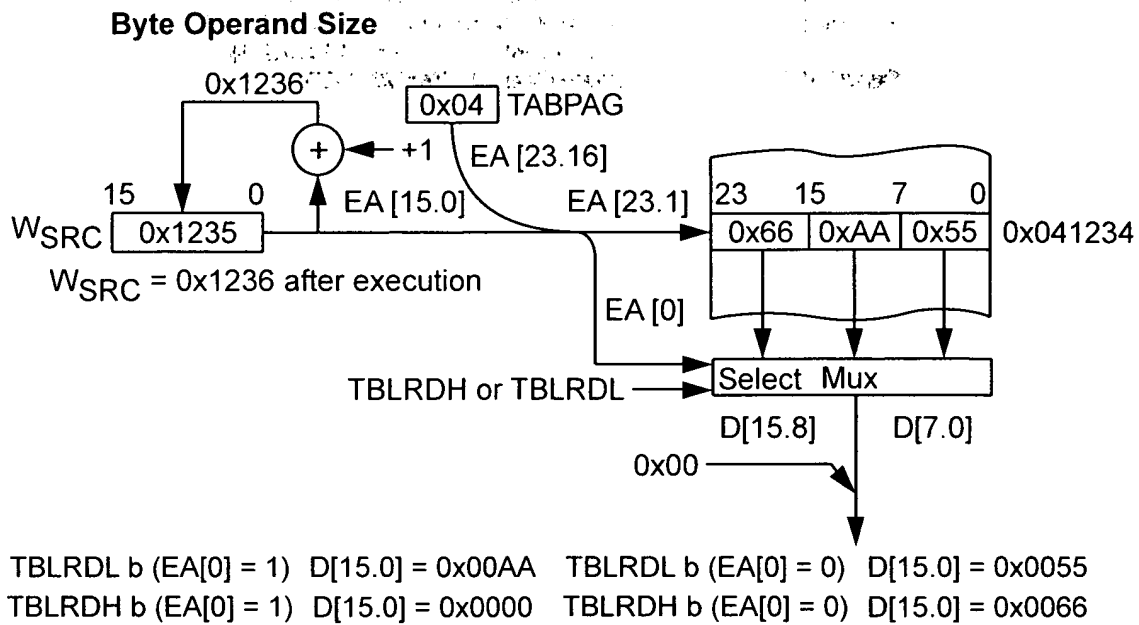 Byte Operand Size
0x1236
0x04 TABPAG
+ +1
EA [23.16]
15 0
EA [15.0]
EA [23.1]
23 15 7 0
WSRC 0x1235
0x66 0xAA 0x55 0x041234
WSRC = 0x1236 after execution
EA [0]
TBLRDH or TBLRDL
Select Mux
D[15.8] D[7.0]
0x00
TBLRDL b (EA[0] = 1) D[15.0] = 0x00AA TBLRDL b (EA[0] = 0) D[15.0] = 0x0055
TBLRDH b (EA[0] = 1) D[15.0] = 0x0000 TBLRDH b (EA[0] = 0) D[15.0] = 0x0066